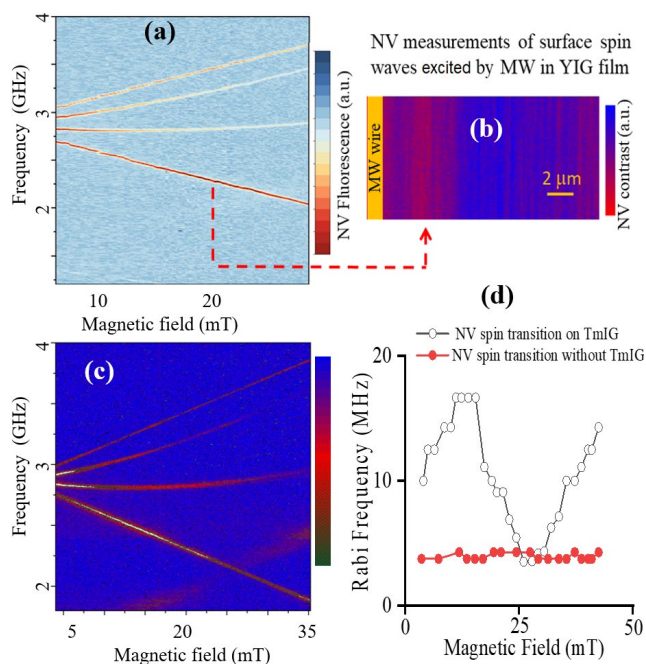 (a)
4
3
2
Frequency (GHz)
10
20
Magnetic field (mT)
NV Fluorescence (a.u.)
NV measurements of surface spin
waves excited by MW in YIG film
(b)
MW wire
2 μm
NV contrast (a.u.)
(c)
4
3
2
Frequency (GHz)
5
20
35
Magnetic field (mT)
(d)
NV spin transition on TmIG
NV spin transition without TmIG
20
10
0
Rabi Frequency (MHz)
0
25
50
Magnetic Field (mT)